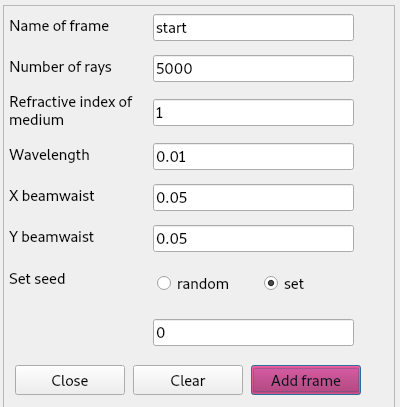 Name of frame start
Number of rays 5000
Refractive index of
medium 1
Wavelength 0.01
X beamwaist 0.05
Y beamwaist 0.05
Set seed random set
0
Close Clear Add frame